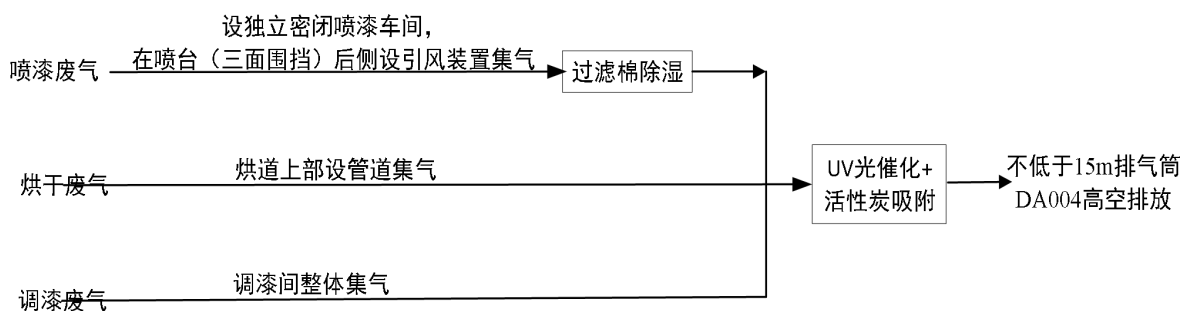 设独立密闭喷漆车间，
喷漆废气
在喷台（三面围挡）后侧设引风装置集气
过滤棉除湿
烘干废气
烘道上部设管道集气
UV光催化+
活性炭吸附
不低于15m排气筒
DA004高空排放
调漆废气
调漆间整体集气